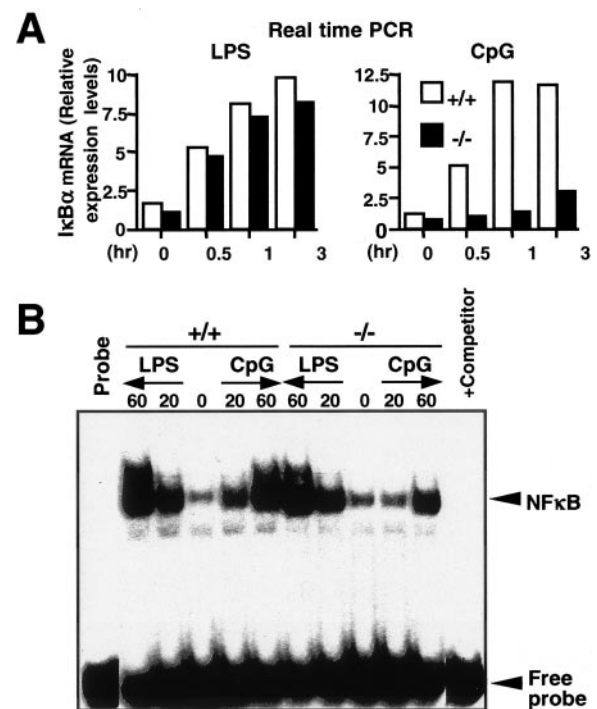 A
Real time PCR
LPS
CpG
IκBα mRNA (Relative
expression levels)
10
7.5
5
2.5
0
(hr) 0 0.5 1 3
12.5
10
7.5
5
2.5
0
+/+
-/-
(hr) 0 0.5 1 3
B
Probe
+/+
-/-
+Competitor
LPS CpG LPS CpG
60 20 0 20 60 60 20 0 20 60
NFκB
Free
probe